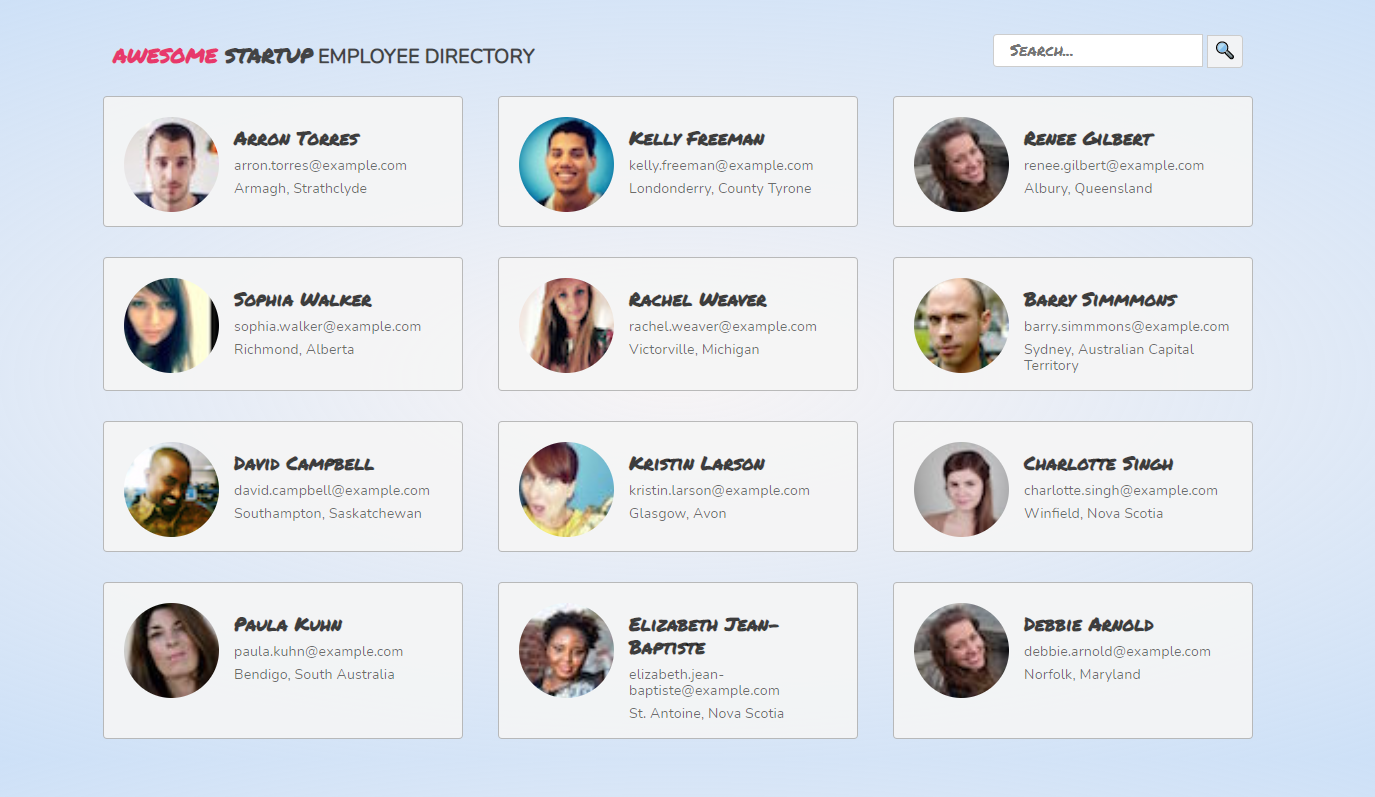 AWESOME STARTUP EMPLOYEE DIRECTORY
Search...
Arron Torres
arron.torres@example.com
Armagh, Strathclyde
Kelly Freeman
kelly.freeman@example.com
Londonderry, County Tyrone
Renee Gilbert
renee.gilbert@example.com
Albury, Queensland
Sophia Walker
sophia.walker@example.com
Richmond, Alberta
Rachel Weaver
rachel.weaver@example.com
Victorville, Michigan
Barry Simmmons
barry.simmmons@example.com
Sydney, Australian Capital
Territory
David Campbell
david.campbell@example.com
Southampton, Saskatchewan
Kristin Larson
kristin.larson@example.com
Glasgow, Avon
Charlotte Singh
charlotte.singh@example.com
Winfield, Nova Scotia
Paula Kuhn
paula.kuhn@example.com
Bendigo, South Australia
Elizabeth Jean-
Baptiste
elizabeth.jean-
baptiste@example.com
St. Antoine, Nova Scotia
Debbie Arnold
debbie.arnold@example.com
Norfolk, Maryland